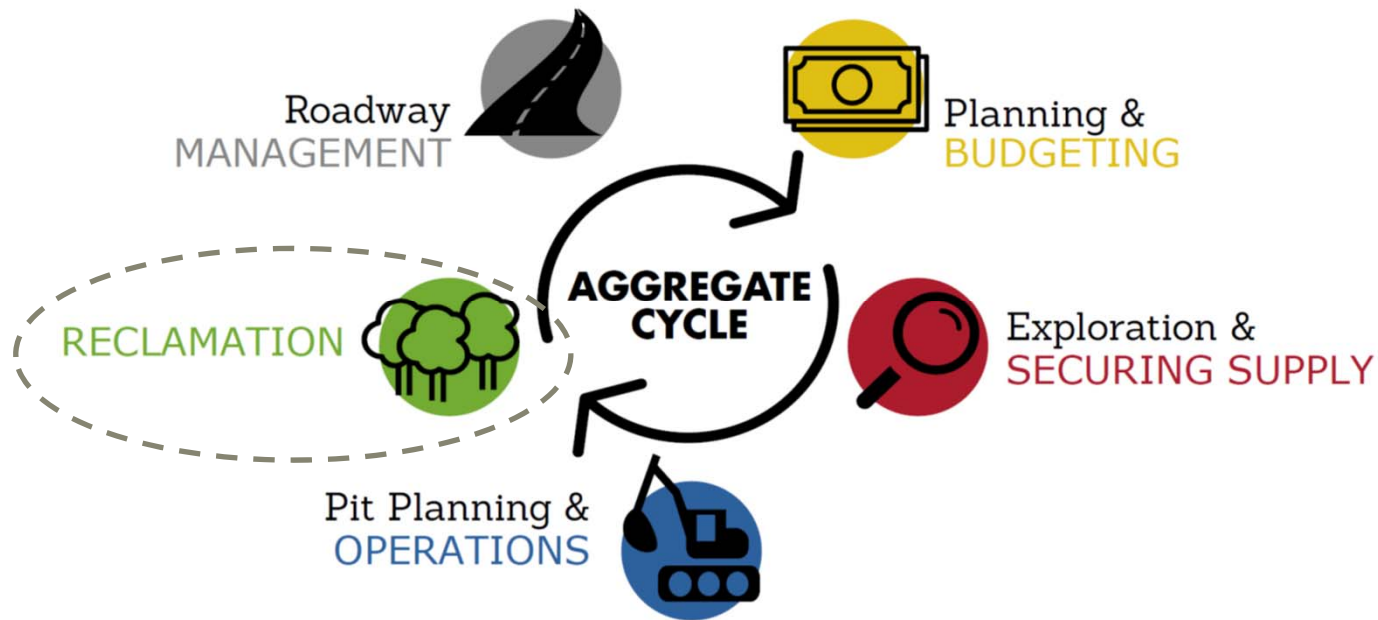 Roadway
MANAGEMENT
Planning &
BUDGETING
AGGREGATE
CYCLE
RECLAMATION
Exploration &
SECURING SUPPLY
Pit Planning &
OPERATIONS